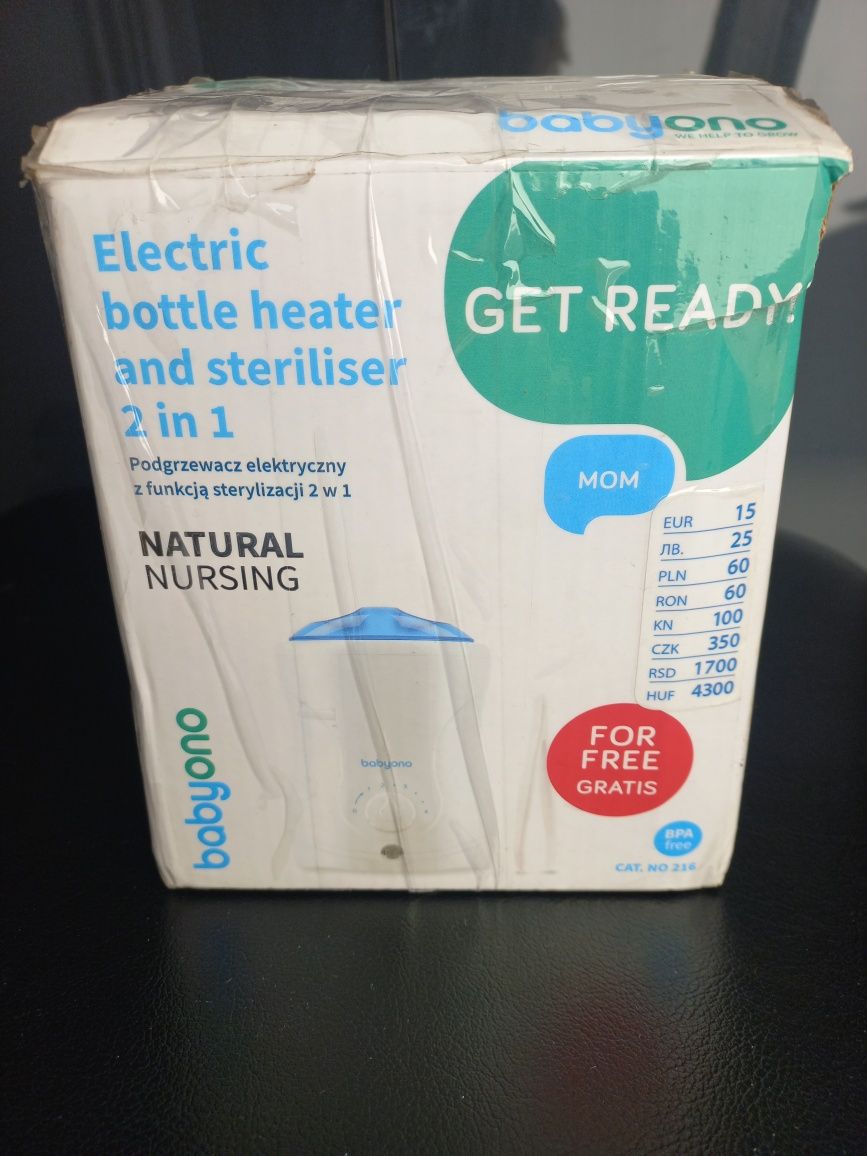 babyono
WE HELP TO GROW
Electric
bottle heater
and steriliser
2 in 1
Podgrzewacz elektryczny
z funkcją sterylizacji 2 w 1
NATURAL
NURSING
GET READY!
MOM
EUR 15
ЛВ. 25
PLN 60
RON 60
KN 100
CZK 350
RSD 1700
HUF 4300
babyono
babyono
FOR
FREE
GRATIS
BPA
free
CAT. NO 216